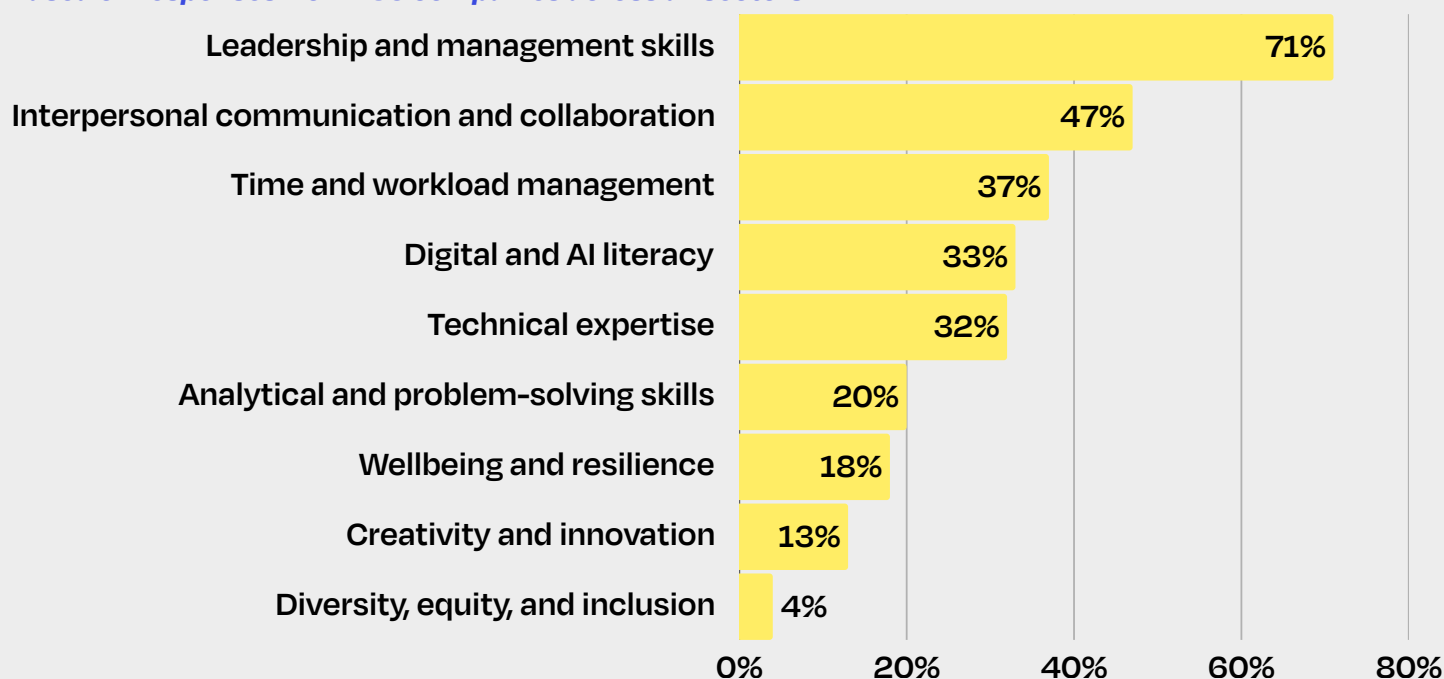 Leadership and management skills 71%
Interpersonal communication and collaboration 47%
Time and workload management 37%
Digital and AI literacy 33%
Technical expertise 32%
Analytical and problem-solving skills 20%
Wellbeing and resilience 18%
Creativity and innovation 13%
Diversity, equity, and inclusion 4%
0% 20% 40% 60% 80%